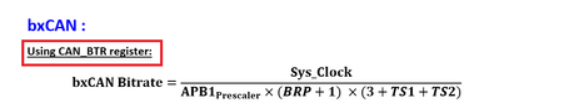 bxCAN :
Using CAN_BTR register:
bxCAN Bitrate = Sys_Clock / APB1Prescaler × (BRP + 1) × (3 + TS1 + TS2)